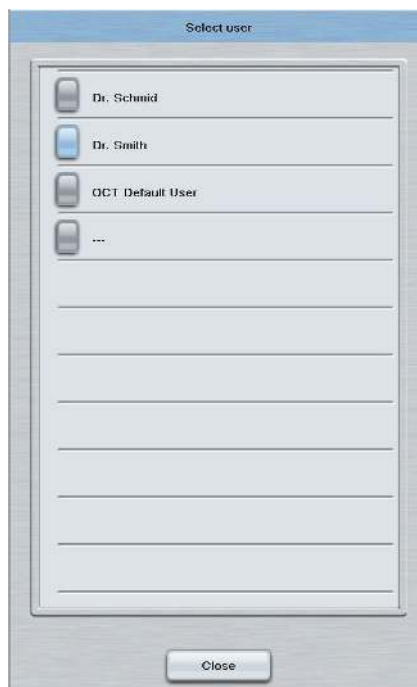 Select user
Dr. Schmid
Dr. Smith
OCT Default User
---
Close